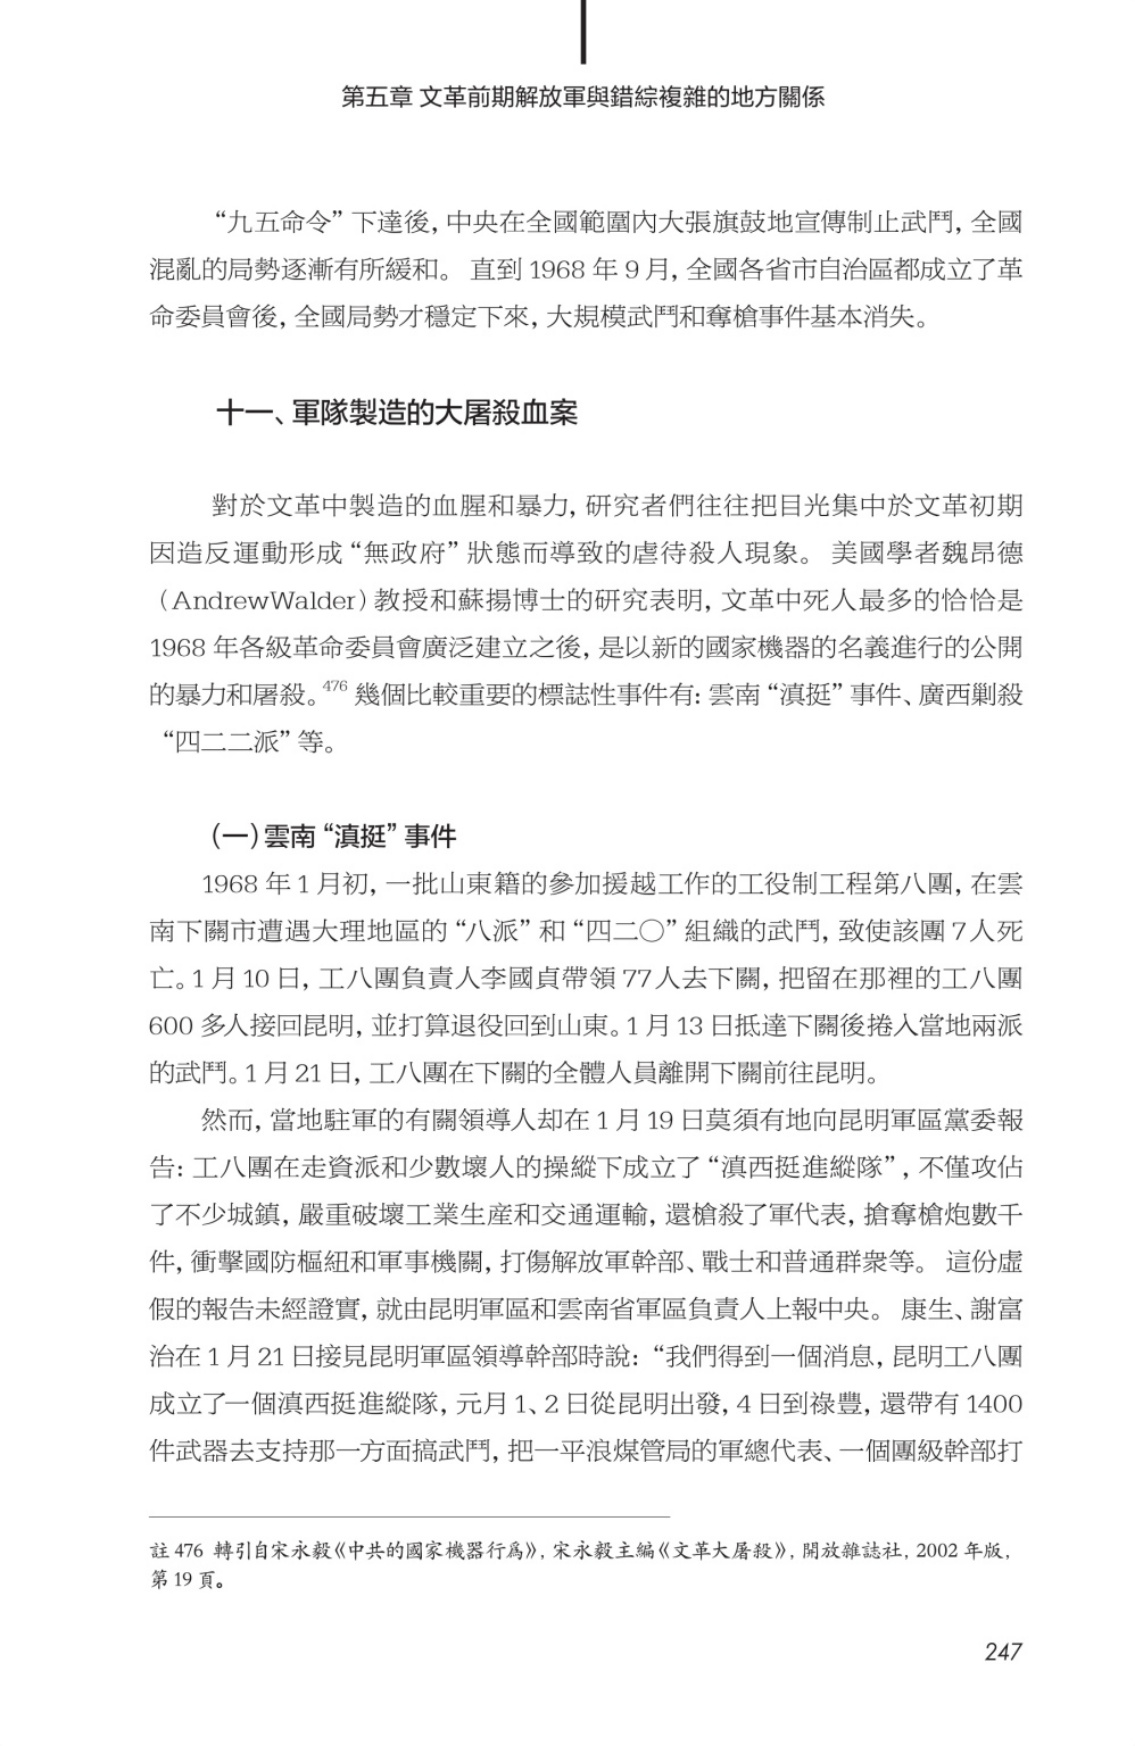 第五章 文革前期解放軍與錯綜複雜的地方關係
“九五命令”下達後，中央在全國範圍內大張旗鼓地宣傳制止武鬥，全國
混亂的局勢逐漸有所緩和。 直到 1968 年 9 月，全國各省市自治區都成立了革
命委員會後，全國局勢才穩定下來，大規模武鬥和奪槍事件基本消失。
十一、軍隊製造的大屠殺血案
對於文革中製造的血腥和暴力，研究者們往往把目光集中於文革初期
因造反運動形成“無政府”狀態而導致的虐待殺人現象。 美國學者魏昂德
（AndrewWalder）教授和蘇揚博士的研究表明，文革中死人最多的恰恰是
1968 年各級革命委員會廣泛建立之後，是以新的國家機器的名義進行的公開
的暴力和屠殺。476 幾個比較重要的標誌性事件有：雲南“滇挺”事件、廣西剿殺
“四二二派”等。
(一)雲南“滇挺”事件
1968 年 1 月初，一批山東籍的參加援越工作的工役制工程第八團，在雲
南下關市遭遇大理地區的“八派”和“四二〇”組織的武鬥，致使該團 7 人死
亡。1 月 10 日，工八團負責人李國貞帶領 77 人去下關，把留在那裡的工八團
600 多人接回昆明，並打算退役回到山東。1 月 13 日抵達下關後捲入當地兩派
的武鬥。1 月 21 日，工八團在下關的全體人員離開下關前往昆明。
然而，當地駐軍的有關領導人却在 1 月 19 日莫須有地向昆明軍區黨委報
告：工八團在走資派和少數壞人的操縱下成立了“滇西挺進縱隊”，不僅攻佔
了不少城鎮，嚴重破壞工業生產和交通運輸，還槍殺了軍代表，搶奪槍炮數千
件，衝擊國防樞紐和軍事機關，打傷解放軍幹部、戰士和普通群衆等。 這份虛
假的報告未經證實，就由昆明軍區和雲南省軍區負責人上報中央。 康生、謝富
治在 1 月 21 日接見昆明軍區領導幹部時說：“我們得到一個消息，昆明工八團
成立了一個滇西挺進縱隊，元月 1、2 日從昆明出發，4 日到祿豐，還帶有 1400
件武器去支持那一方面搞武鬥，把一平浪煤管局的軍總代表、一個團級幹部打
註 476 轉引自宋永毅《中共的國家機器行爲》，宋永毅主編《文革大屠殺》，開放雜誌社，2002 年版，
第 19 頁。
247